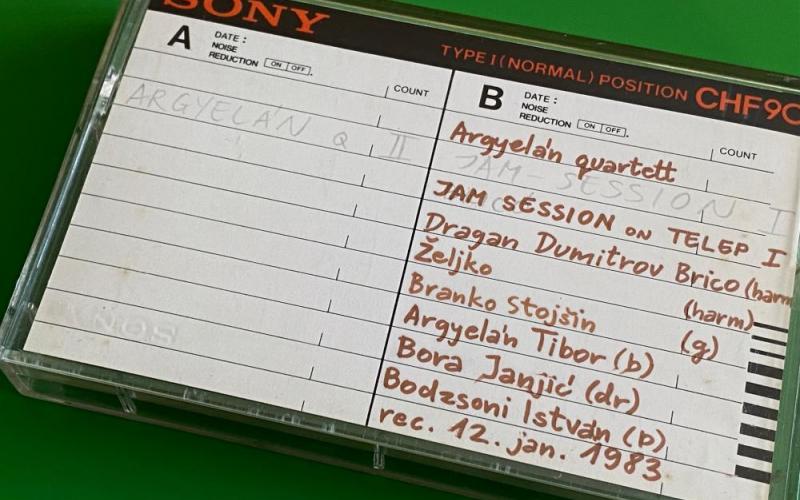 SONY
TYPE I (NORMAL) POSITION CHF90
A DATE :
NOISE
REDUCTION ON OFF
COUNT
ARGYELÁN Q II
SONY
B DATE :
NOISE
REDUCTION ON OFF
COUNT
Argyelán quartett
JAM-SESSION I
JAM SESSION ON TELEP I
Dragan Dumitrov Brico (harm
Željko (harm)
Branko Stojšin (g)
Argyelán Tibor (b)
Bora Janjić (dr)
Bodzsoni István (p)
rec. 12. jan. 1983